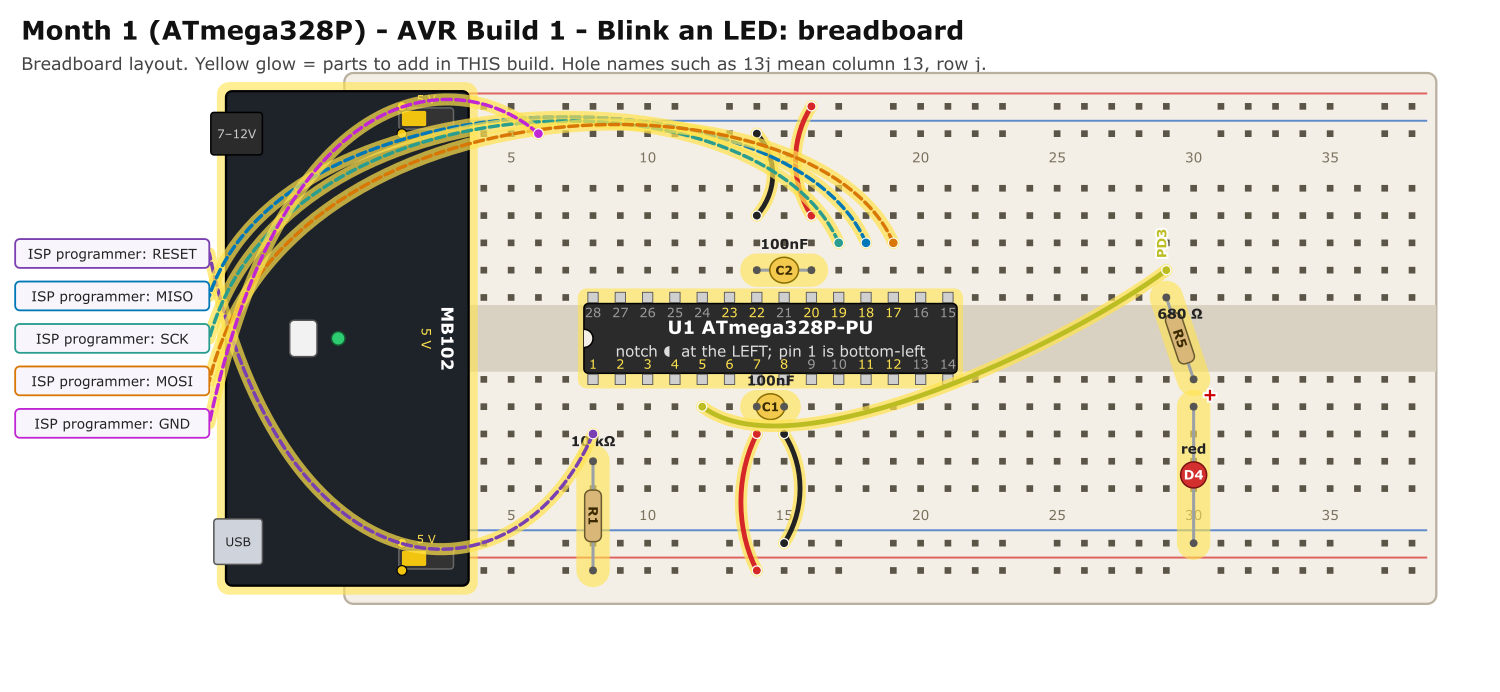 Month 1 (ATmega328P) - AVR Build 1 - Blink an LED: breadboard
Breadboard layout. Yellow glow = parts to add in THIS build. Hole names such as 13j mean column 13, row j.
5 V
7–12V
5 10 15 20 25 30 35
PD3
ISP programmer: RESET
ISP programmer: MISO
ISP programmer: SCK
ISP programmer: MOSI
ISP programmer: GND
100nF
C2
MB102
5 V
28 27 26 25 24 23 22 21 20 19 18 17 16 15
U1 ATmega328P-PU
notch ◖ at the LEFT; pin 1 is bottom-left
1 2 3 4 5 6 7 8 9 10 11 12 13 14
100nF
C1
680 Ω
R5
+
red
D4
10 kΩ
R1
5 10 15 20 25 30 35
5 V
USB